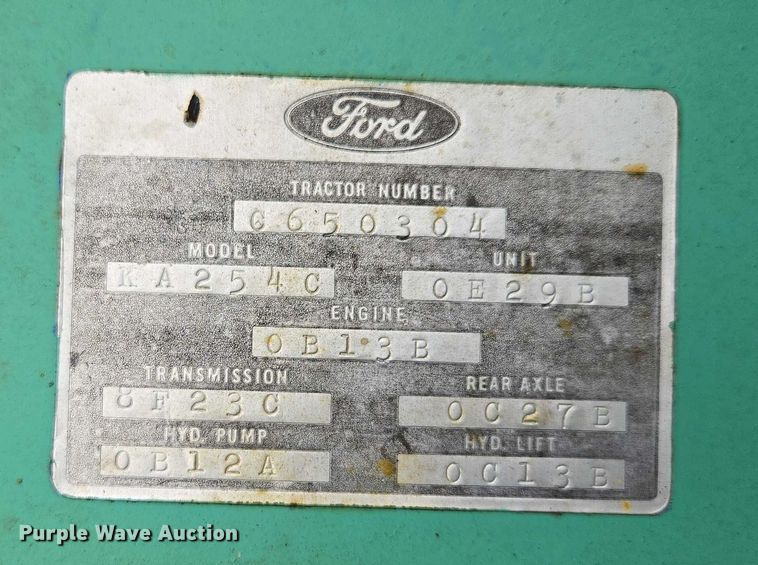 Ford
TRACTOR NUMBER
C650304
MODEL UNIT
KA254C 0E29B
ENGINE
0B13B
TRANSMISSION REAR AXLE
8F23C 0C27B
HYD. PUMP HYD. LIFT
0B12A 0C13B
Purple Wave Auction